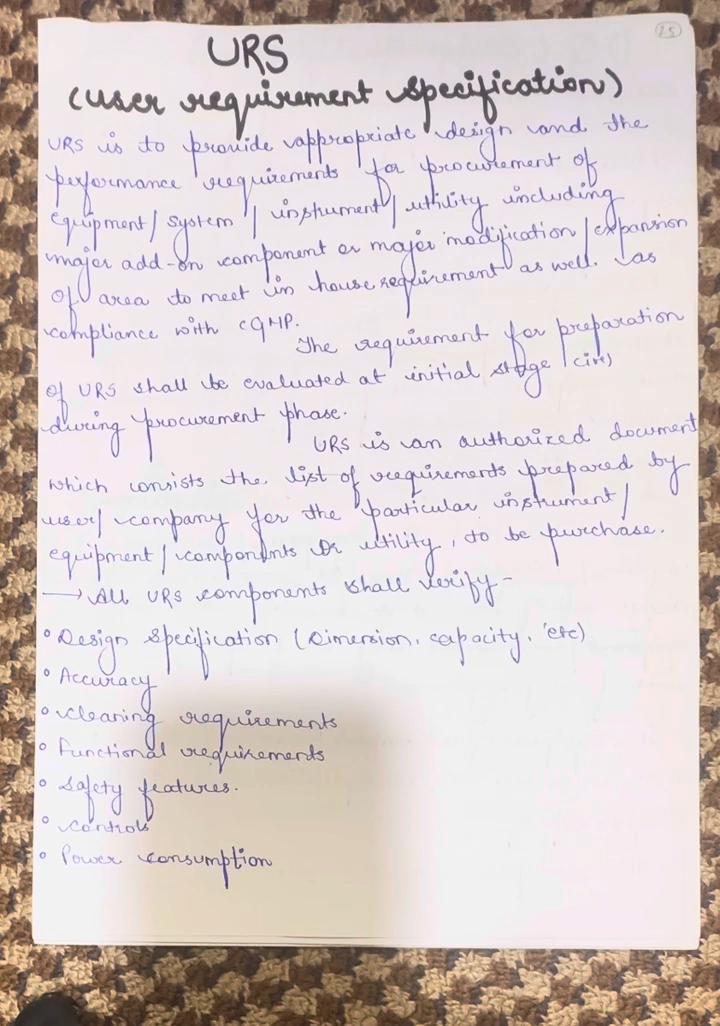 25
URS
(user requirement specification)
URS is to provide appropriate design and the
performance requirements for procurement of
equipment/ system / instrument/ utility including
major add-on component or major modification / expansion
of area to meet in house requirement as well as
compliance with CGMP.
The requirement for preparation
of URS shall be evaluated at initial stage
during procurement phase.
URS is an authorized document
which consists the list of requirements prepared by
user/ company for the particular instrument/
equipment / components or utility, to be purchase.
→ All URS components shall verify -
° Design specification (Dimension, capacity, etc)
° Accuracy
° cleaning requirements
° functional requirements
° Safety features.
° controls
° Power consumption